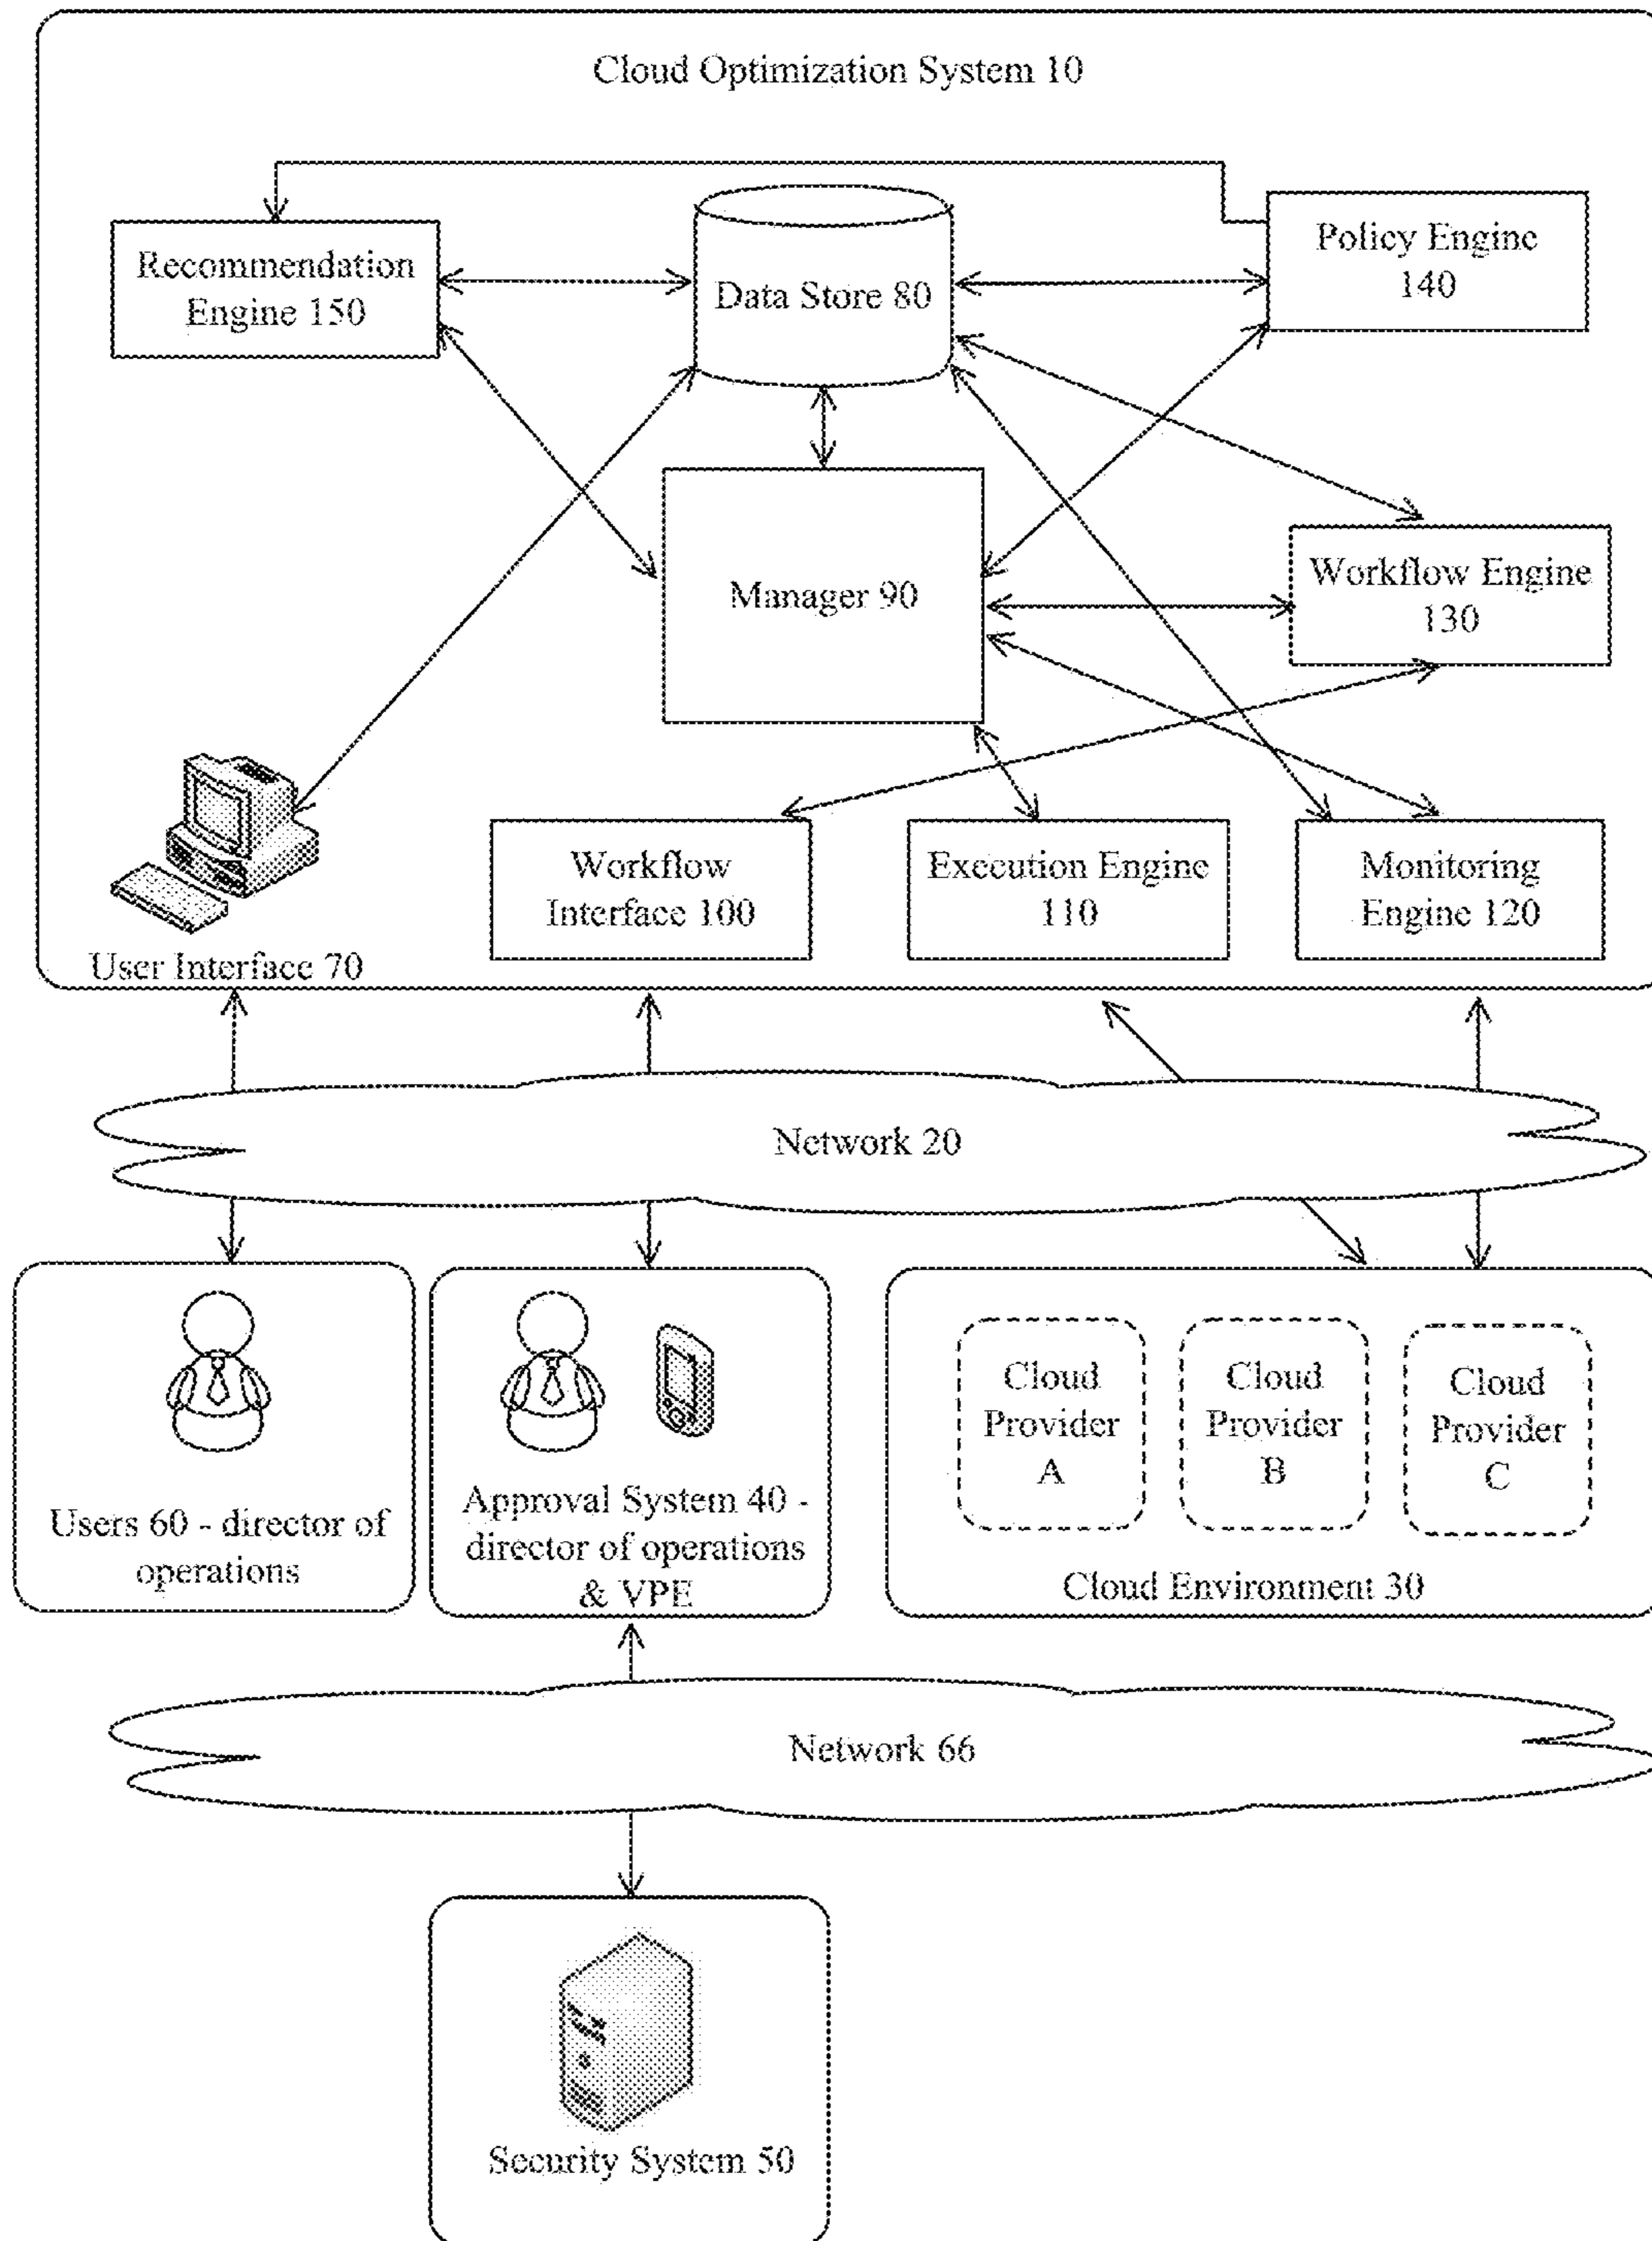 Cloud Optimization System 10
Recommendation
Engine 150
Data Store 80
Policy Engine
140
Manager 90
Workflow Engine
130
Workflow
Interface 100
Execution Engine
110
Monitoring
Engine 120
User Interface 70
Network 20
Users 60 - director of
operations
Approval System 40 -
director of operations
& VPE
Cloud
Provider
A
Cloud
Provider
B
Cloud
Provider
C
Cloud Environment 30
Network 66
Security System 50